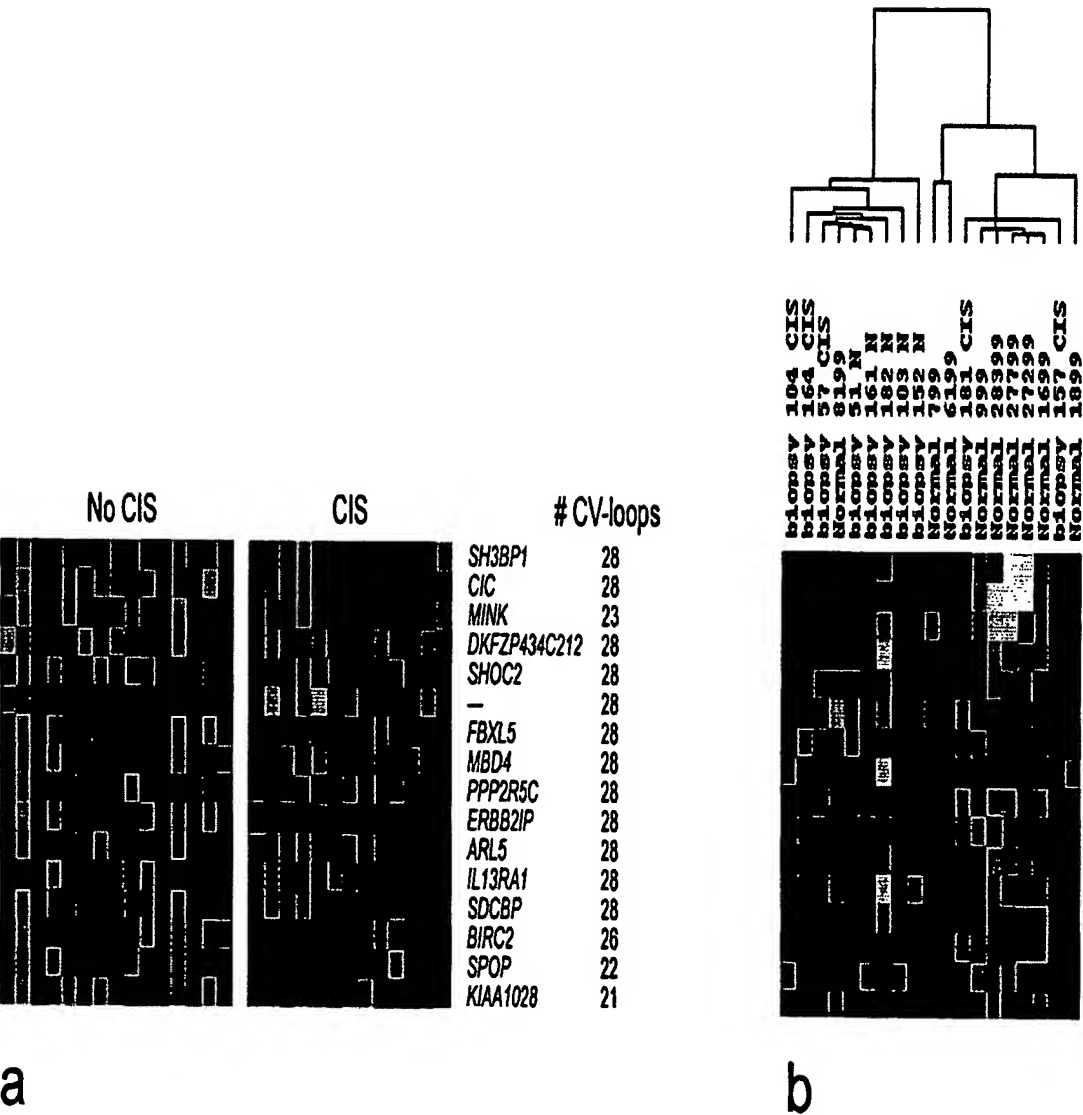 No CIS CIS # CV-loops
SH3BP1 28
CIC 28
MINK 23
DKFZP434C212 28
SHOC2 28
— 28
FBXL5 28
MBD4 28
PPP2R5C 28
ERBB2IP 28
ARL5 28
IL13RA1 28
SDCBP 28
BIRC2 26
SPOP 22
KIAA1028 21
a
biopsy 104 CIS
biopsy 164 CIS
biopsy 57 CIS
Normal 8199
biopsy 51 N
biopsy 161 N
biopsy 182 N
biopsy 103 N
biopsy 152 N
Normal 799
Normal 6199
biopsy 181 CIS
Normal 999
Normal 28399
Normal 27799
Normal 27299
Normal 1699
biopsy 157 CIS
Normal 1899
b